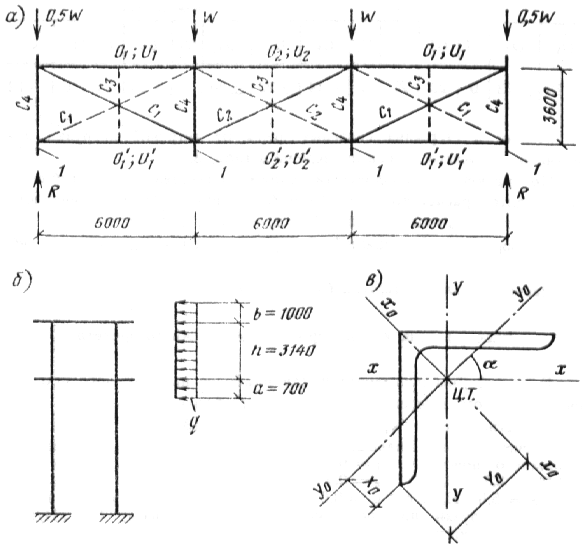 а) 0,5W W W 0,5W
O₁; U₁ O₂; U₂ O₁; U₁
C₄ C₃ C₄ C₃ C₄ C₃ C₄
C₁ C₁ C₂ C₂ C₁ C₁
3600
1 O₁′; U₁′ 1 O₂′; U₂′ 1 O₁′; U₁′ 1
R R
6000 6000 6000
б) в)
b = 1000
h = 3140
a = 700
q
x₀ y y₀
α
x x
Ц.Т.
y₀ x₀ y y₀ x₀